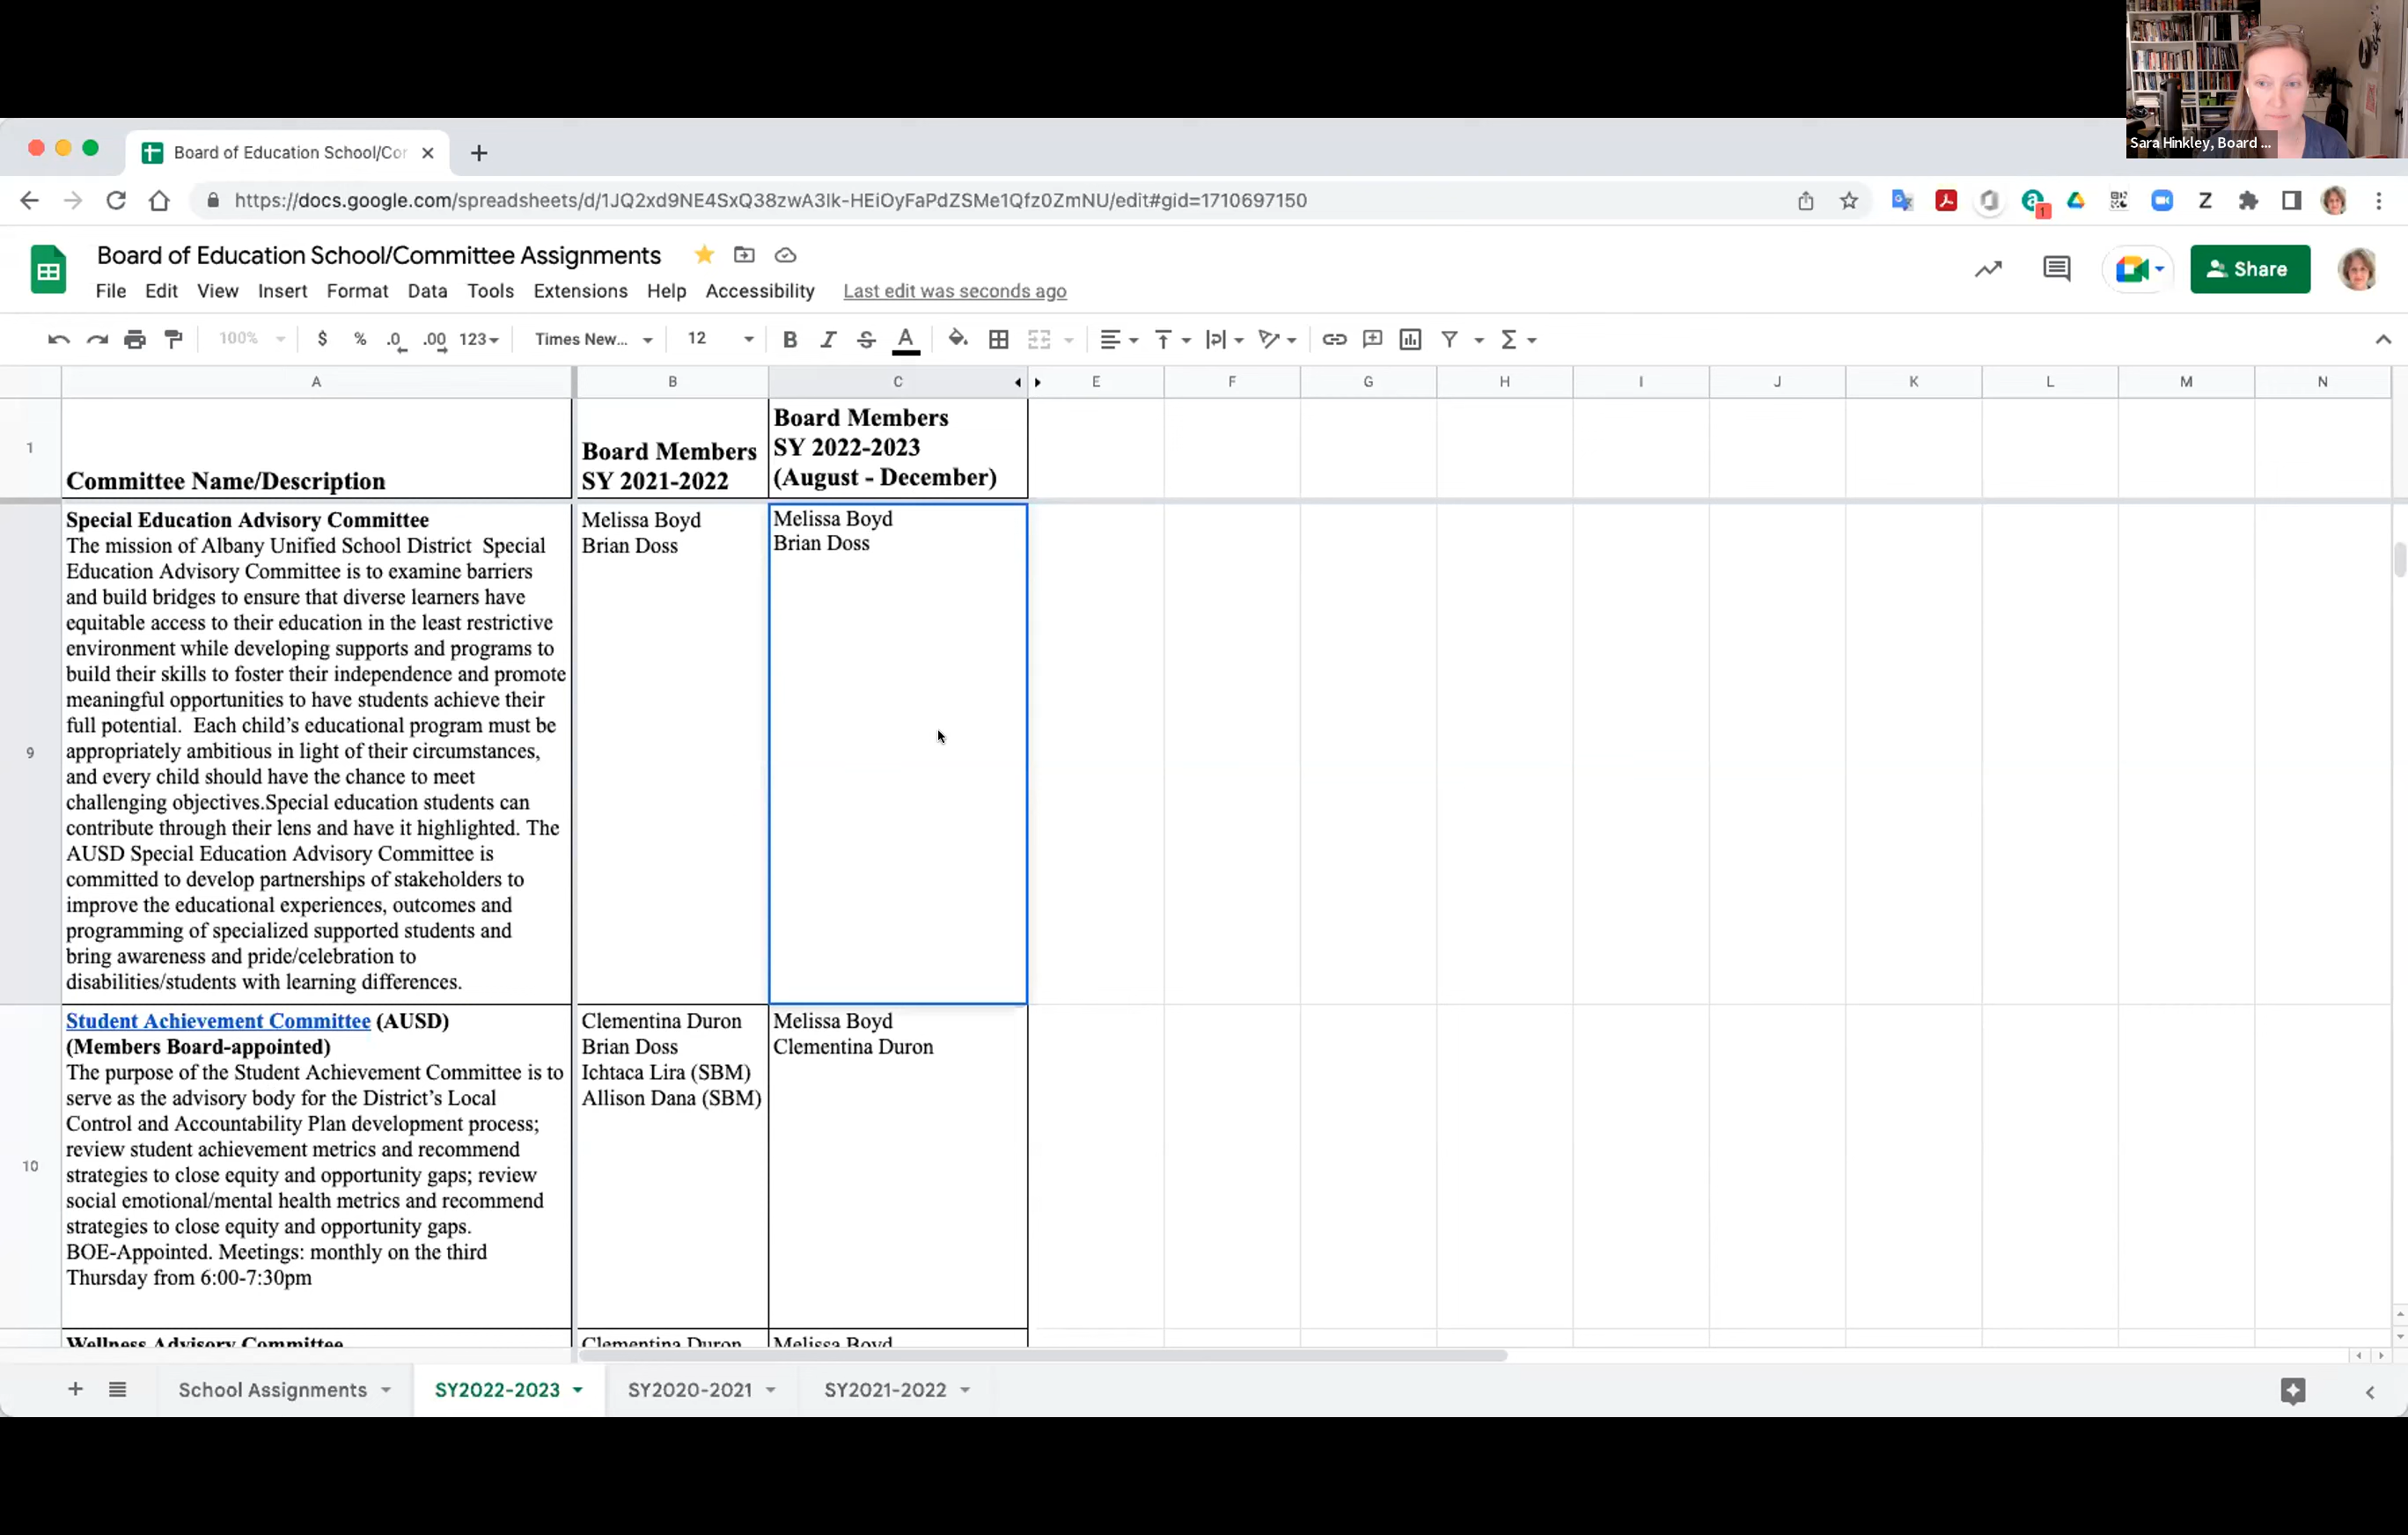 Sara Hinkley, Board ...
Board of Education School/Cor
https://docs.google.com/spreadsheets/d/1JQ2xd9NE4SxQ38zwA3Ik-HEiOyFaPdZSMe1Qfz0ZmNU/edit#gid=1710697150
1
Z
Board of Education School/Committee Assignments
File Edit View Insert Format Data Tools Extensions Help Accessibility Last edit was seconds ago
Share
100% $ % .0 .00 123 Times New... 12 B I S A
A B C E F G H I J K L M N
1
Committee Name/Description
Board Members
SY 2021-2022
Board Members
SY 2022-2023
(August - December)
9
Special Education Advisory Committee
The mission of Albany Unified School District Special
Education Advisory Committee is to examine barriers
and build bridges to ensure that diverse learners have
equitable access to their education in the least restrictive
environment while developing supports and programs to
build their skills to foster their independence and promote
meaningful opportunities to have students achieve their
full potential. Each child’s educational program must be
appropriately ambitious in light of their circumstances,
and every child should have the chance to meet
challenging objectives.Special education students can
contribute through their lens and have it highlighted. The
AUSD Special Education Advisory Committee is
committed to develop partnerships of stakeholders to
improve the educational experiences, outcomes and
programming of specialized supported students and
bring awareness and pride/celebration to
disabilities/students with learning differences.
Melissa Boyd
Brian Doss
Melissa Boyd
Brian Doss
10
Student Achievement Committee (AUSD)
(Members Board-appointed)
The purpose of the Student Achievement Committee is to
serve as the advisory body for the District’s Local
Control and Accountability Plan development process;
review student achievement metrics and recommend
strategies to close equity and opportunity gaps; review
social emotional/mental health metrics and recommend
strategies to close equity and opportunity gaps.
BOE-Appointed. Meetings: monthly on the third
Thursday from 6:00-7:30pm
Clementina Duron
Brian Doss
Ichtaca Lira (SBM)
Allison Dana (SBM)
Melissa Boyd
Clementina Duron
Wellness Advisory Committee
Clementina Duron
Melissa Boyd
School Assignments SY2022-2023 SY2020-2021 SY2021-2022